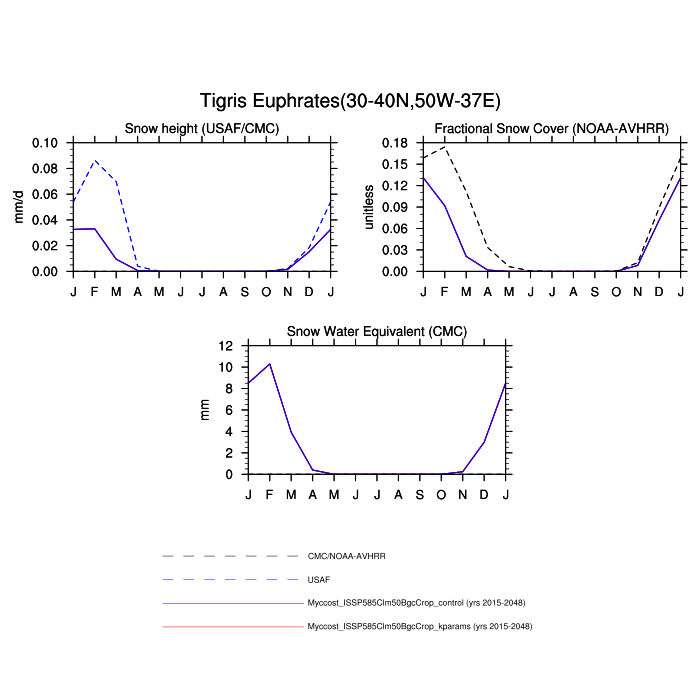 Tigris Euphrates(30-40N,50W-37E)
Snow height (USAF/CMC)
mm/d
0.10
0.08
0.06
0.04
0.02
0.00
J F M A M J J A S O N D J
Fractional Snow Cover (NOAA-AVHRR)
unitless
0.18
0.15
0.12
0.09
0.06
0.03
0.00
J F M A M J J A S O N D J
Snow Water Equivalent (CMC)
mm
12
10
8
6
4
2
0
J F M A M J J A S O N D J
CMC/NOAA-AVHRR
USAF
Myccost_ISSP585Clm50BgcCrop_control (yrs 2015-2048)
Myccost_ISSP585Clm50BgcCrop_kparams (yrs 2015-2048)